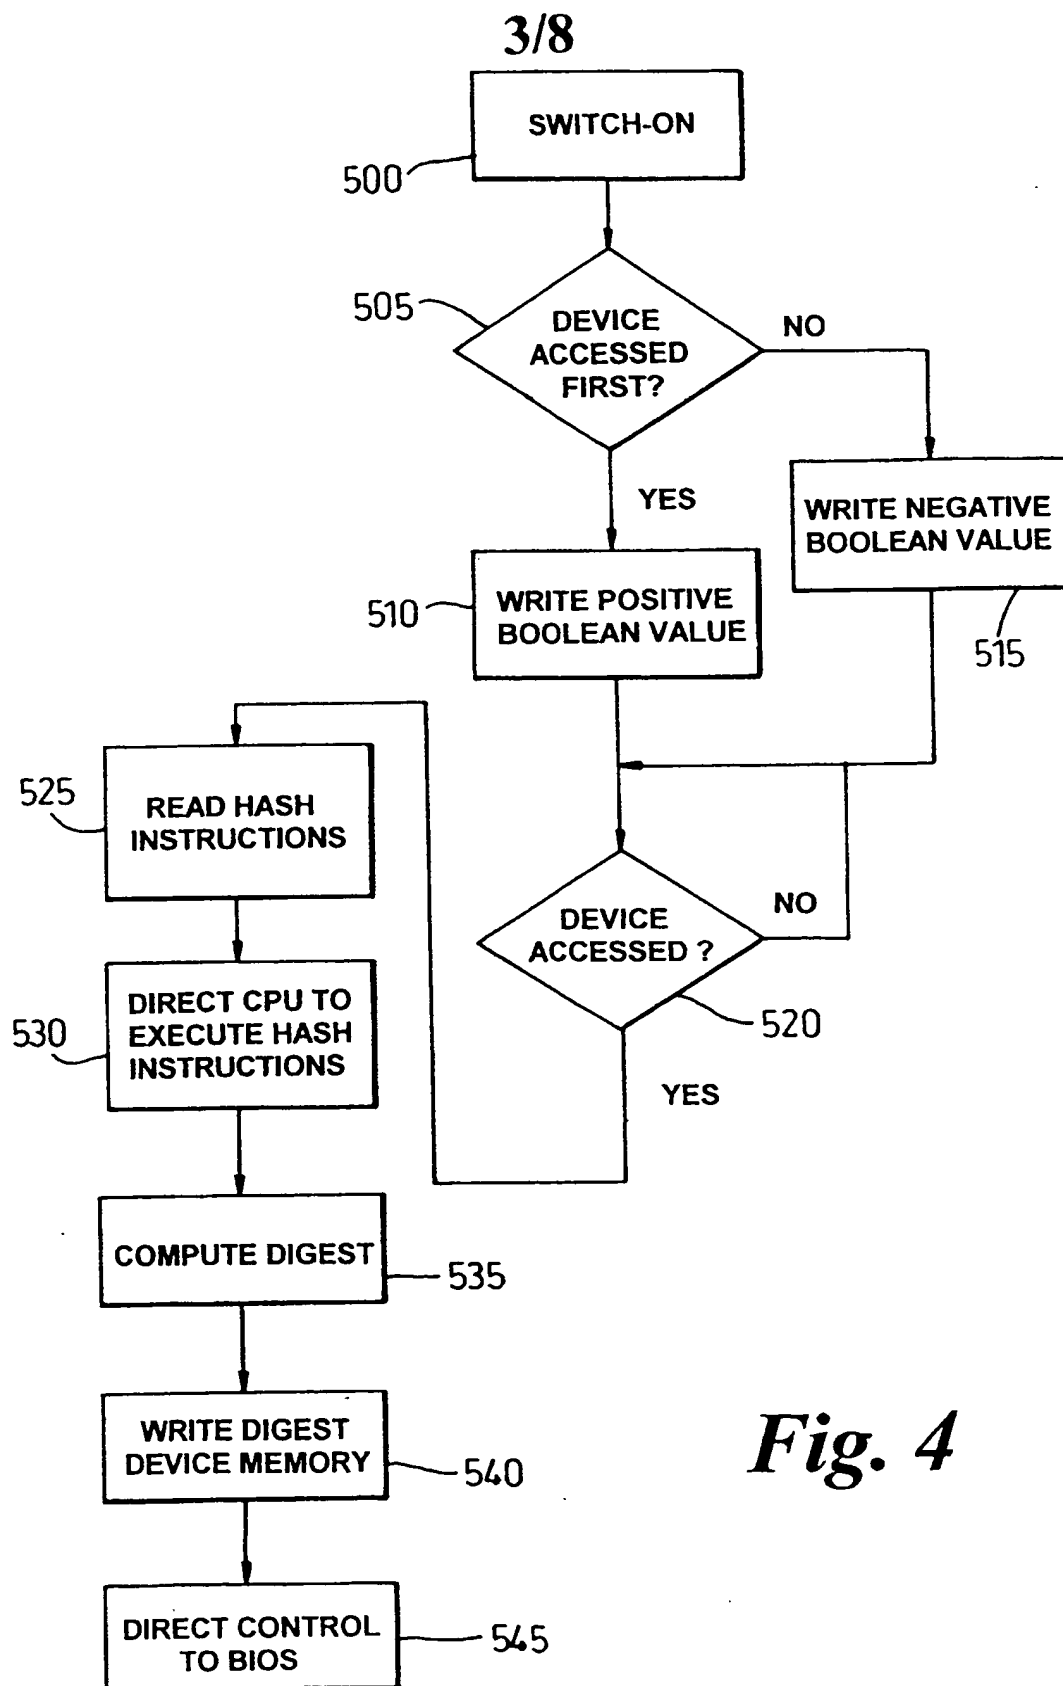 3/8
SWITCH-ON
500
505
DEVICE
ACCESSED
FIRST?
NO
YES
WRITE NEGATIVE
BOOLEAN VALUE
515
510
WRITE POSITIVE
BOOLEAN VALUE
525
READ HASH
INSTRUCTIONS
DEVICE
ACCESSED ?
NO
520
YES
530
DIRECT CPU TO
EXECUTE HASH
INSTRUCTIONS
COMPUTE DIGEST
535
WRITE DIGEST
DEVICE MEMORY
540
DIRECT CONTROL
TO BIOS
545
Fig. 4